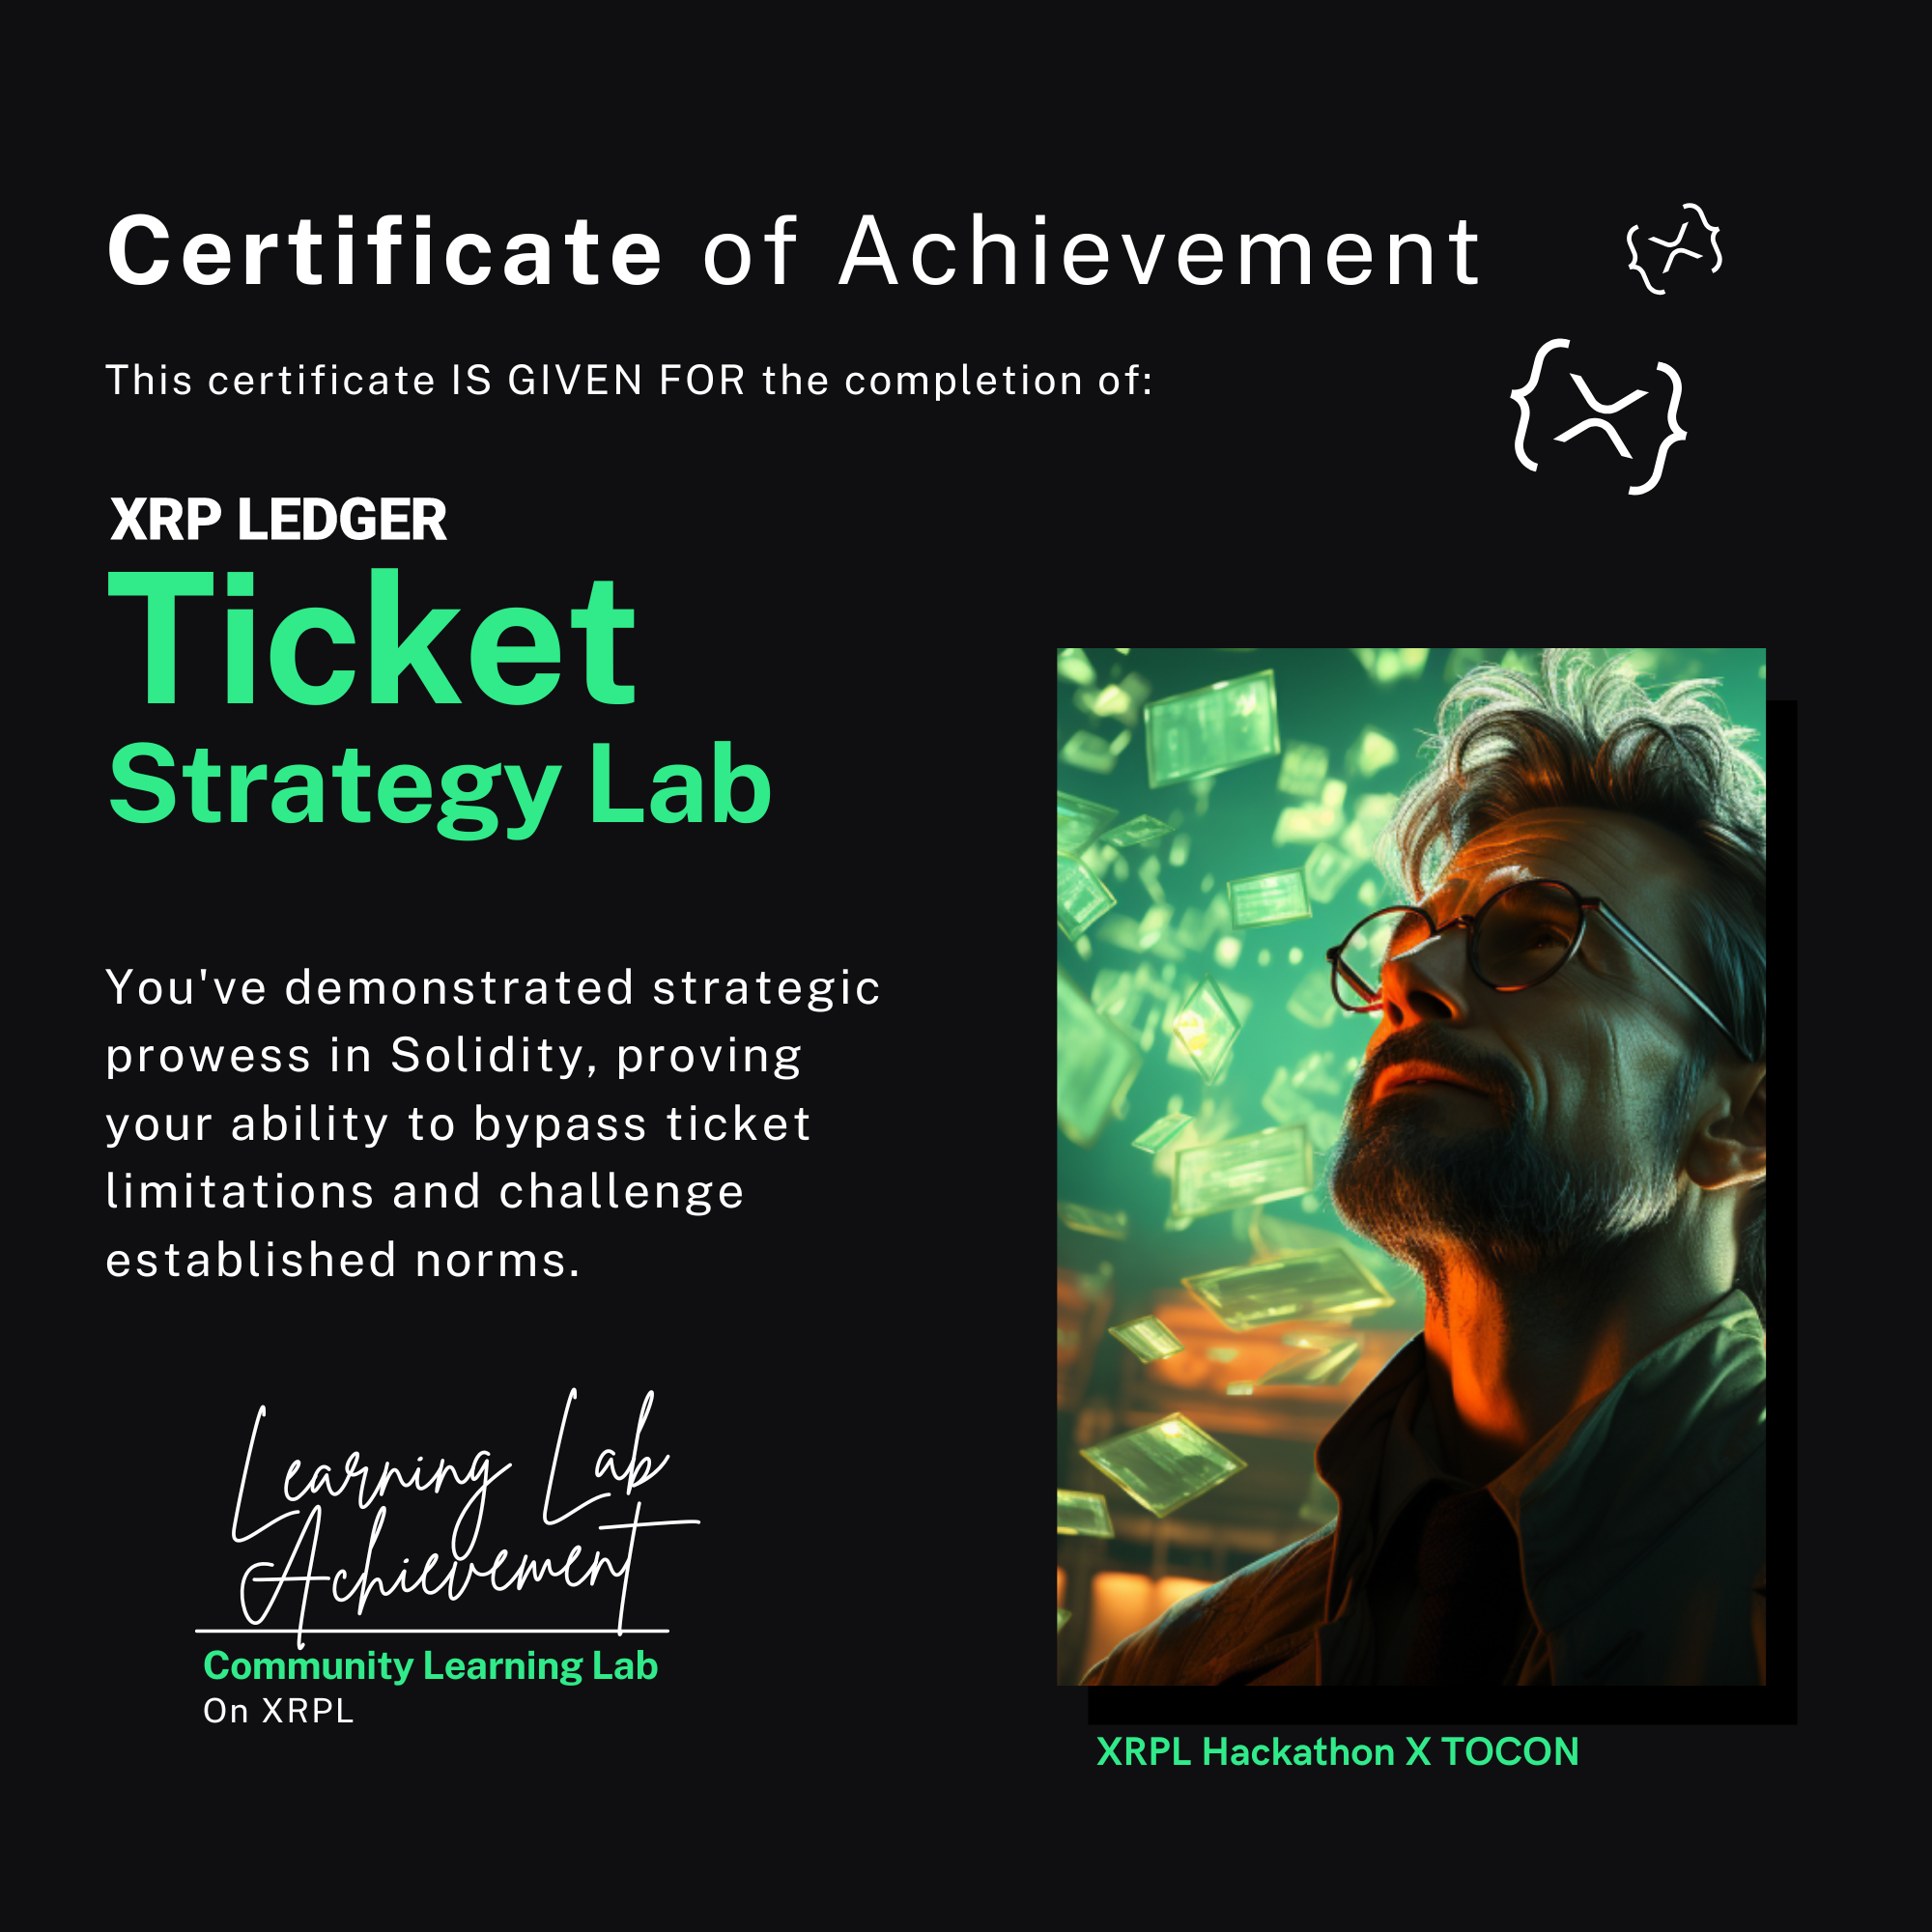 Certificate of Achievement
This certificate IS GIVEN FOR the completion of:
XRP LEDGER
Ticket
Strategy Lab
You've demonstrated strategic
prowess in Solidity, proving
your ability to bypass ticket
limitations and challenge
established norms.
Learning Lab
Achievement
Community Learning Lab
On XRPL
XRPL Hackathon X TOCON